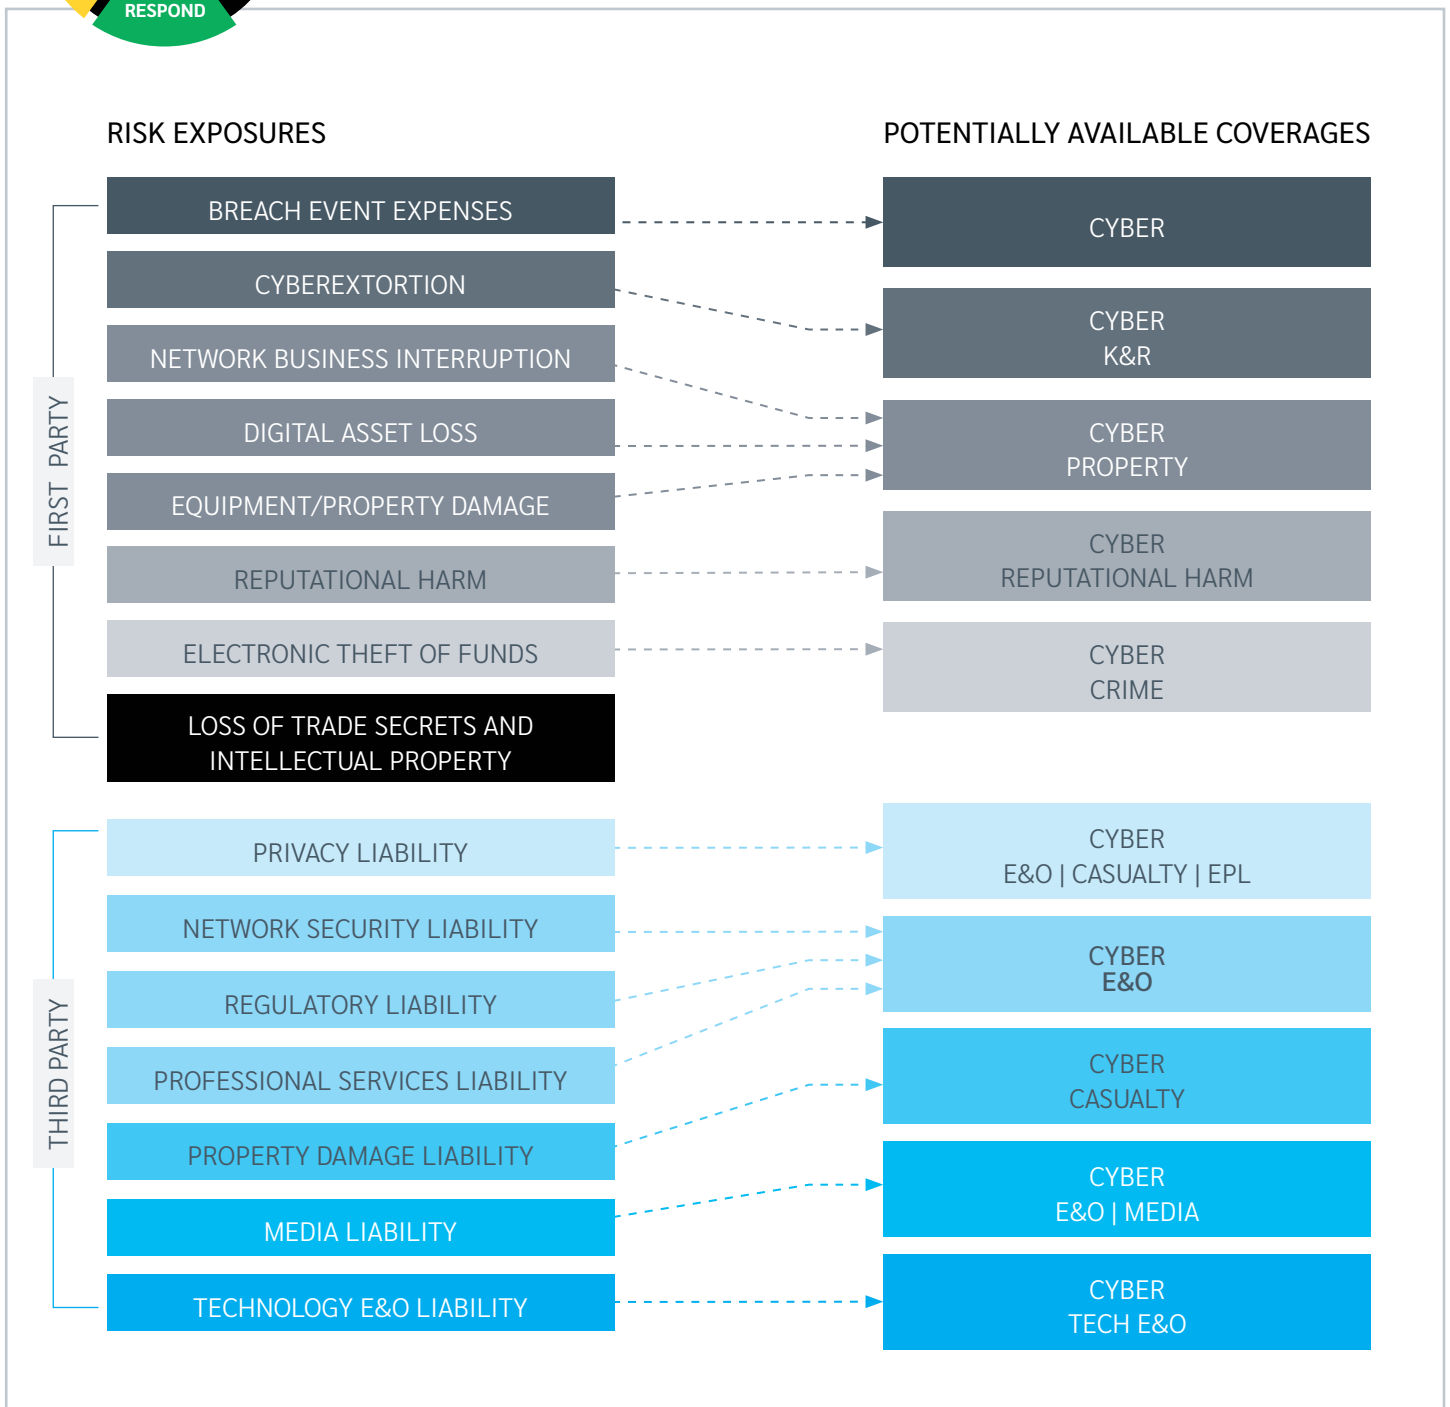 RESPOND
RISK EXPOSURES
POTENTIALLY AVAILABLE COVERAGES
FIRST PARTY
BREACH EVENT EXPENSES
CYBER
CYBEREXTORTION
CYBER
K&R
NETWORK BUSINESS INTERRUPTION
DIGITAL ASSET LOSS
EQUIPMENT/PROPERTY DAMAGE
CYBER
PROPERTY
REPUTATIONAL HARM
CYBER
REPUTATIONAL HARM
ELECTRONIC THEFT OF FUNDS
CYBER
CRIME
LOSS OF TRADE SECRETS AND
INTELLECTUAL PROPERTY
THIRD PARTY
PRIVACY LIABILITY
CYBER
E&O | CASUALTY | EPL
NETWORK SECURITY LIABILITY
REGULATORY LIABILITY
PROFESSIONAL SERVICES LIABILITY
CYBER
E&O
PROPERTY DAMAGE LIABILITY
CYBER
CASUALTY
MEDIA LIABILITY
CYBER
E&O | MEDIA
TECHNOLOGY E&O LIABILITY
CYBER
TECH E&O